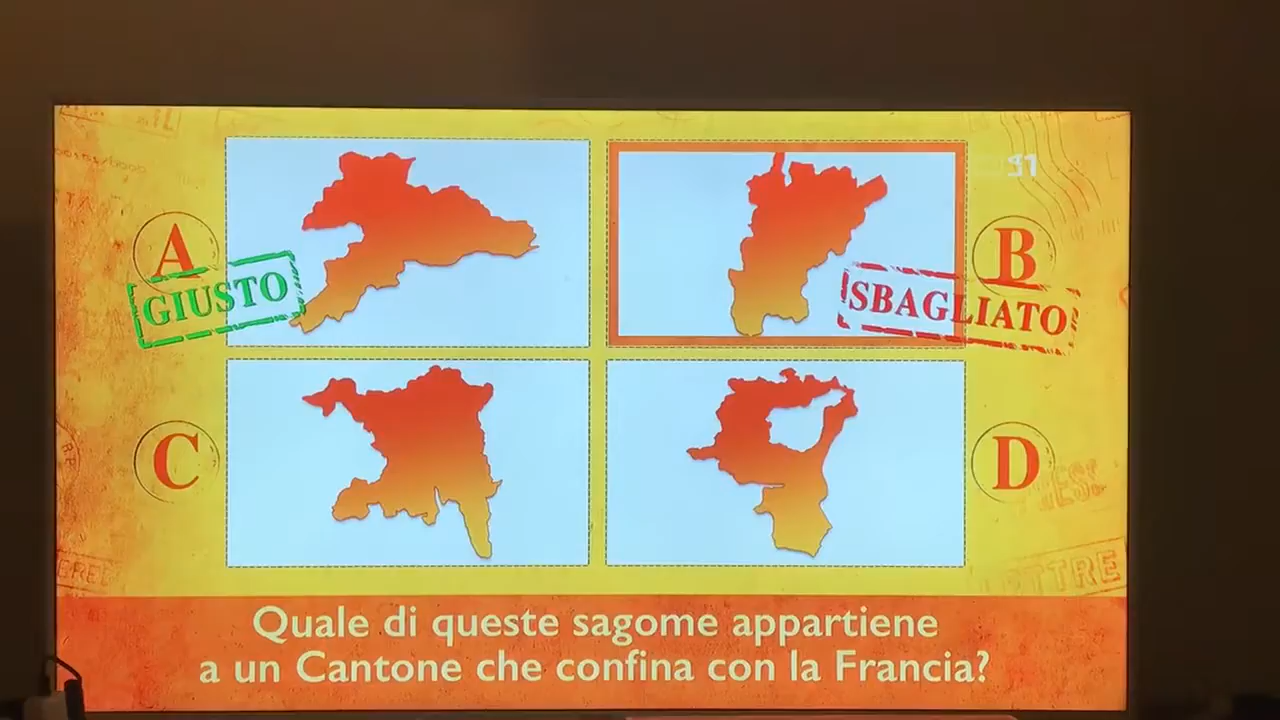 A
GIUSTO
B
SBAGLIATO
C
D
Quale di queste sagome appartiene
a un Cantone che confina con la Francia?